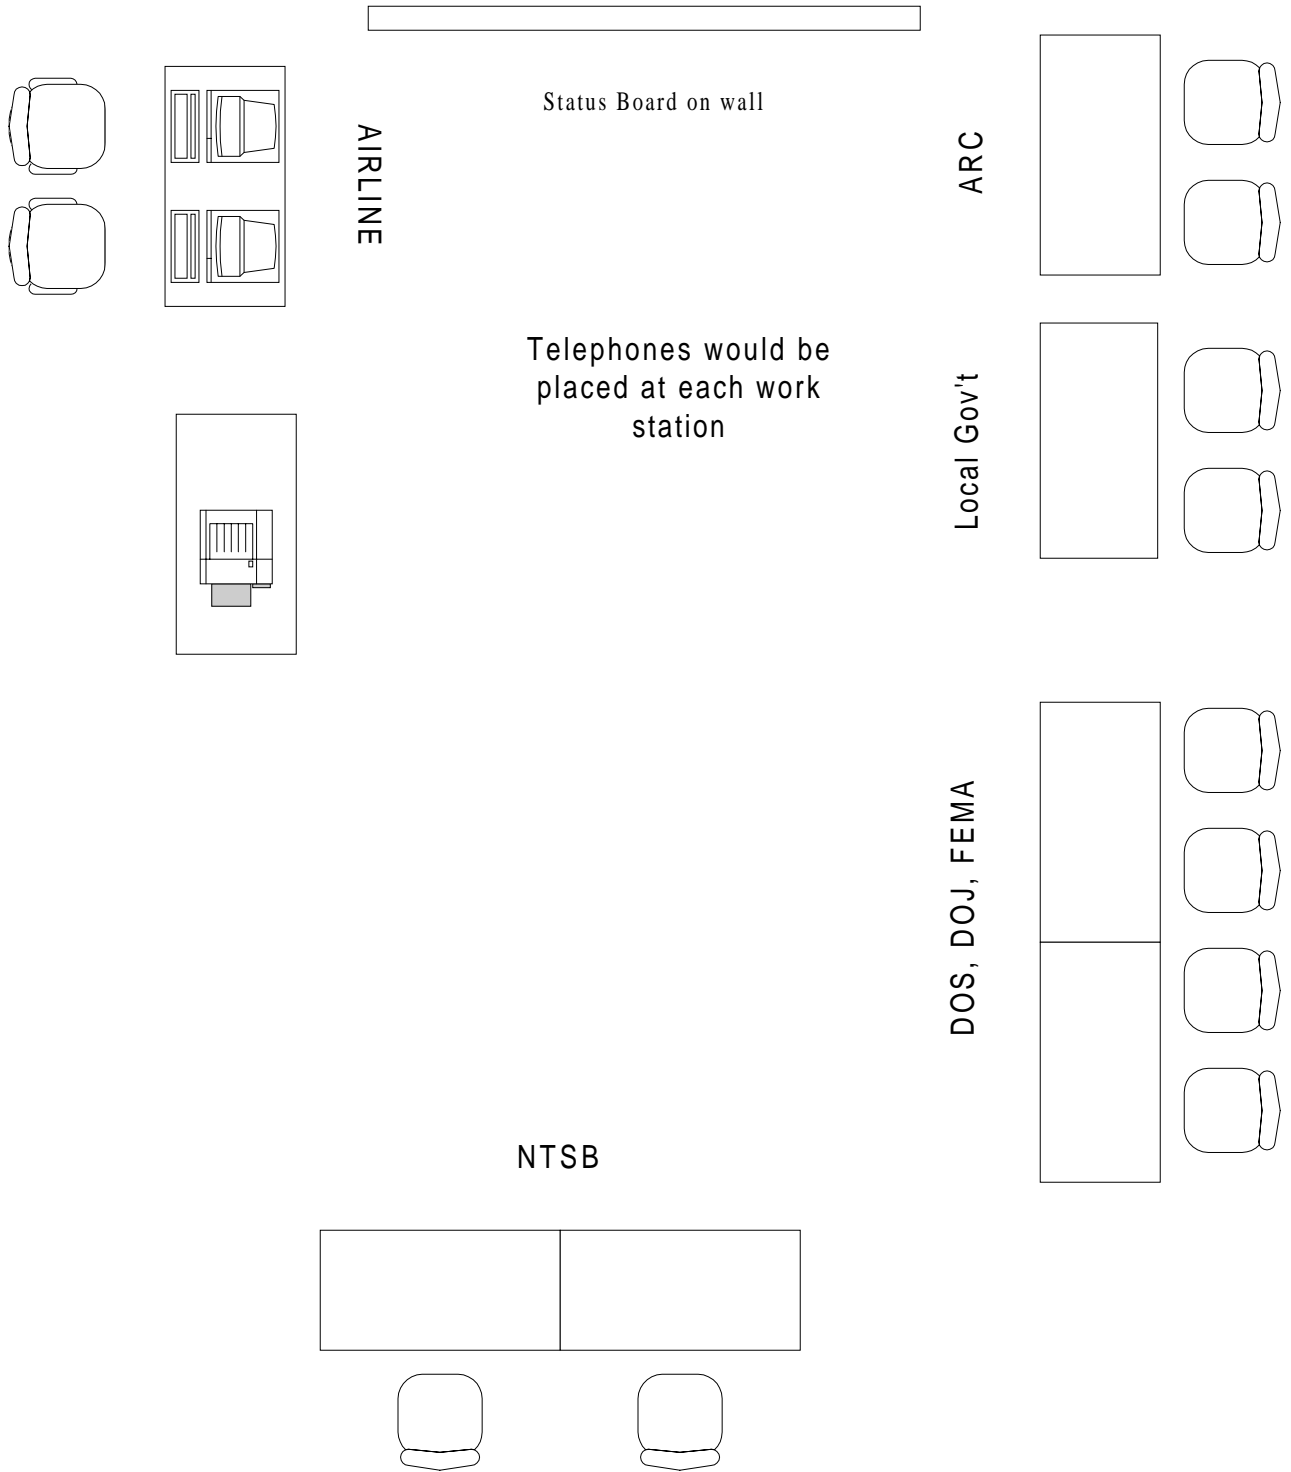 Status Board on wall
AIRLINE
ARC
Telephones would be
placed at each work
station
Local Gov't
DOS, DOJ, FEMA
NTSB